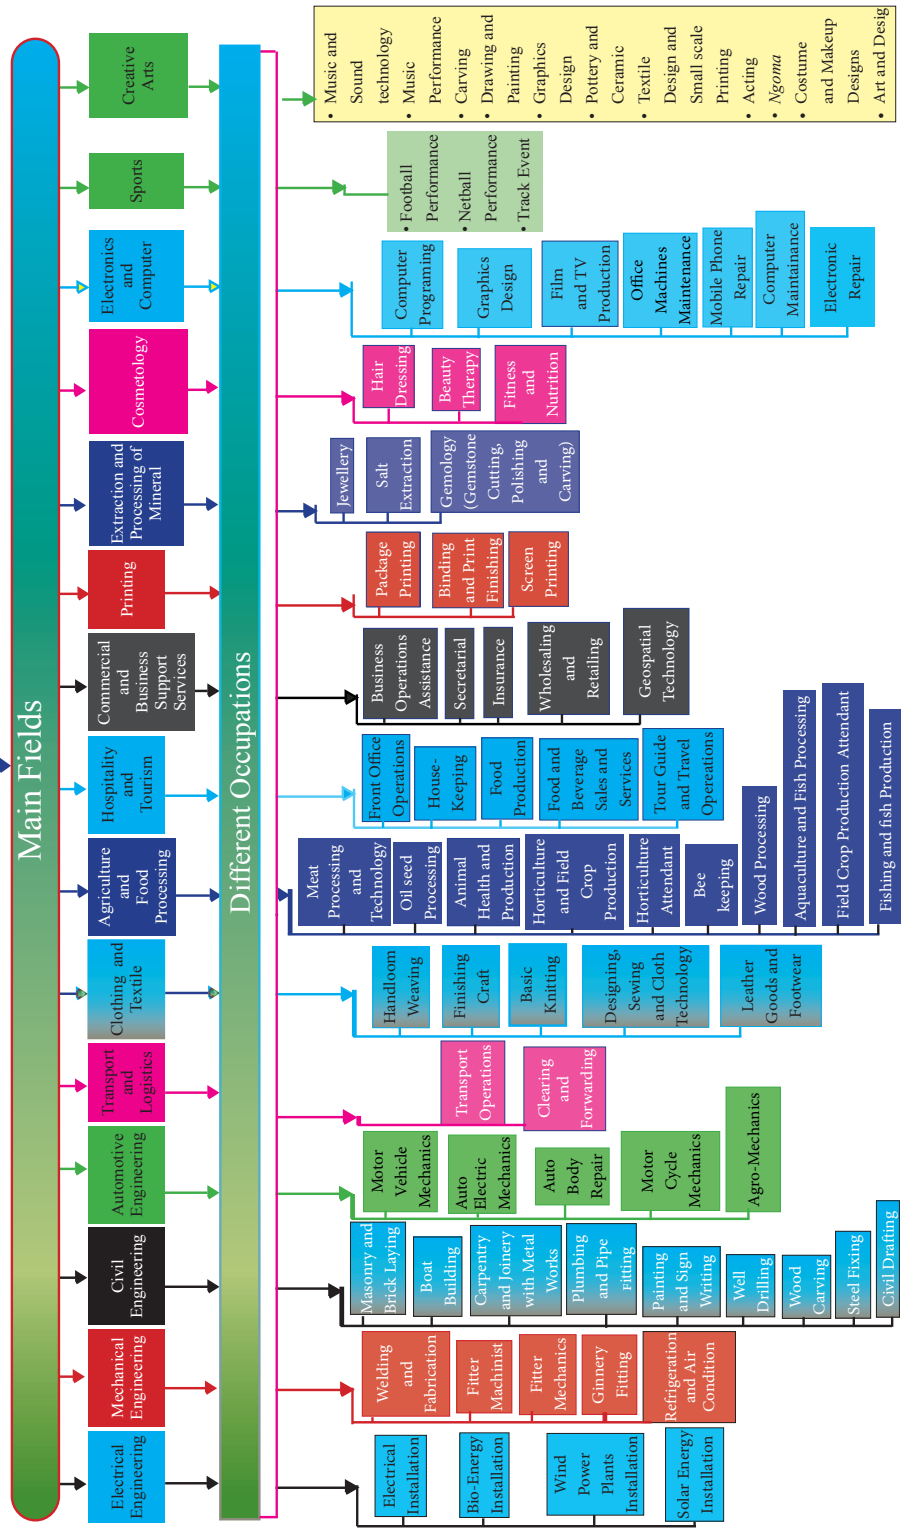 Main Fields
Electrical
Engineering
Mechanical
Engineering
Civil
Engineering
Automotive
Engineering
Transport
and
Logistics
Clothing and
Textile
Agriculture
and
Food
Processing
Hospitality
and
Tourism
Commercial
and
Business
Support
Services
Printing
Extraction and
Processing of
Mineral
Cosmetology
Electronics
and
Computer
Sports
Creative
Arts
Different Occupations
Electrical
Installation
Bio-Energy
Installation
Wind
Power
Plants
Installation
Solar Energy
Installation
Welding
and
Fabrication
Fitter
Machinist
Fitter
Mechanics
Ginnery
Fitting
Refrigeration
and Air
Condition
Masonry and
Brick Laying
Boat
Building
Carpentry
and Joinery
with Metal
Works
Plumbing
and Pipe
Fitting
Painting
and Sign
Writing
Well
Drilling
Wood
Carving
Steel Fixing
Civil Drafting
Motor
Vehicle
Mechanics
Auto
Electric
Mechanics
Auto
Body
Repair
Motor
Cycle
Mechanics
Agro-Mechanics
Transport
Operations
Clearing
and
Forwarding
Handloom
Weaving
Finishing
Craft
Basic
Knitting
Designing,
Sewing
and Cloth
Technology
Leather
Goods and
Footwear
Meat
Processing
and
Technology
Oil seed
Processing
Animal
Health and
Production
Horticulture
and Field
Crop
Production
Horticulture
Attendant
Bee
keeping
Wood Processing
Aquaculture and Fish Processing
Field Crop Production Attendant
Fishing and fish Production
Front Office
Operations
House-
Keeping
Food
Production
Food and
Beverage
Sales and
Services
Tour Guide
and Travel
Opereations
Business
Operations
Assistance
Secretarial
Insurance
Wholesaling
and
Retailing
Geospatial
Technology
Package
Printing
Binding
and Print
Finishing
Screen
Printing
Jewellery
Salt
Extraction
Gemology
(Gemstone
Cutting,
Polishing
and
Carving)
Hair
Dressing
Beauty
Therapy
Fitness
and
Nutrition
Computer
Programing
Graphics
Design
Film
and TV
Production
Office
Machines
Maintenance
Mobile Phone
Repair
Computer
Maintainance
Electronic
Repair
• Football
Performance
• Netball
Performance
• Track Event
• Music and
Sound
technology
• Music
Performance
• Carving
• Drawing and
Painting
• Graphics
Design
• Pottery and
Ceramic
• Textile
Design and
Small scale
Printing
• Acting
• Ngoma
• Costume
and Makeup
Designs
• Art and Desig